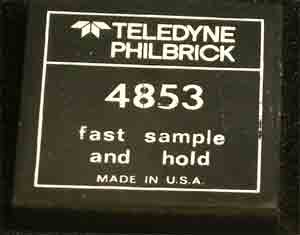 TELEDYNE
PHILBRICK
4853
fast sample
and hold
MADE IN U.S.A.